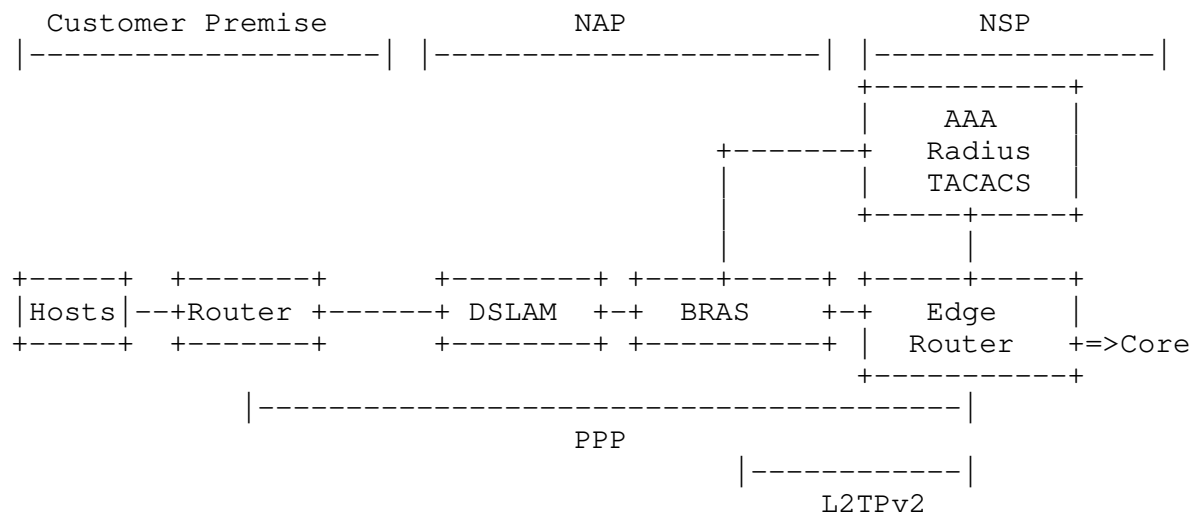 Customer Premise NAP NSP
AAA
Radius
TACACS
Hosts Router DSLAM BRAS Edge
Router =>Core
PPP
L2TPv2